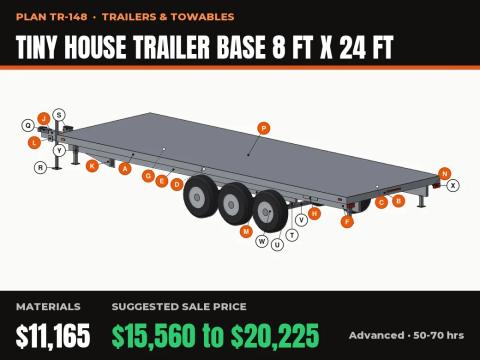 PLAN TR-148 · TRAILERS & TOWABLES
TINY HOUSE TRAILER BASE 8 FT X 24 FT
S
J
Q
L
Y
R
K
A
G
E
D
P
N
X
B
C
F
H
V
T
U
W
M
MATERIALS
SUGGESTED SALE PRICE
$11,165
$15,560 to $20,225
Advanced · 50-70 hrs